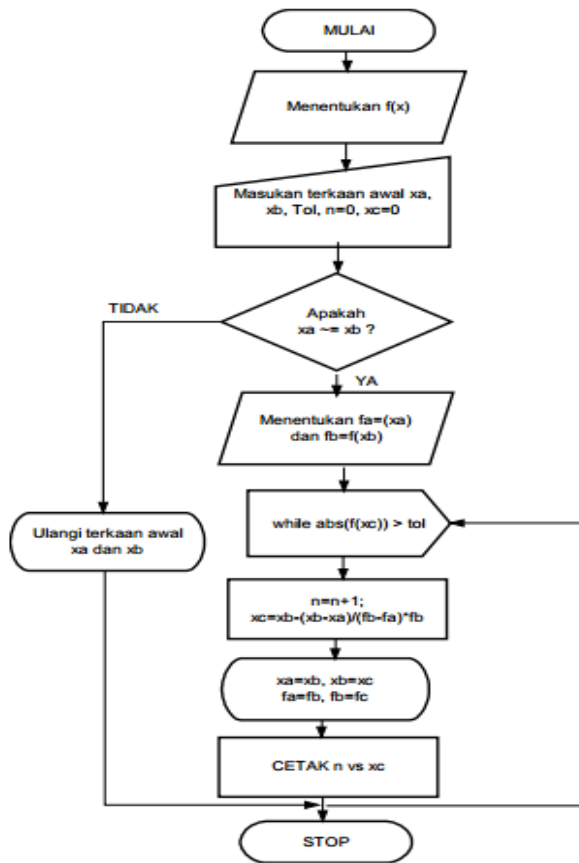 MULAI
Menentukan f(x)
Masukan terkaan awal xa,
xb, Tol, n=0, xc=0
TIDAK
Apakah
xa ~= xb ?
YA
Menentukan fa=(xa)
dan fb=f(xb)
while abs(f(xc)) > tol
Ulangi terkaan awal
xa dan xb
n=n+1;
xc=xb-(xb-xa)/(fb-fa)*fb
xa=xb, xb=xc
fa=fb, fb=fc
CETAK n vs xc
STOP